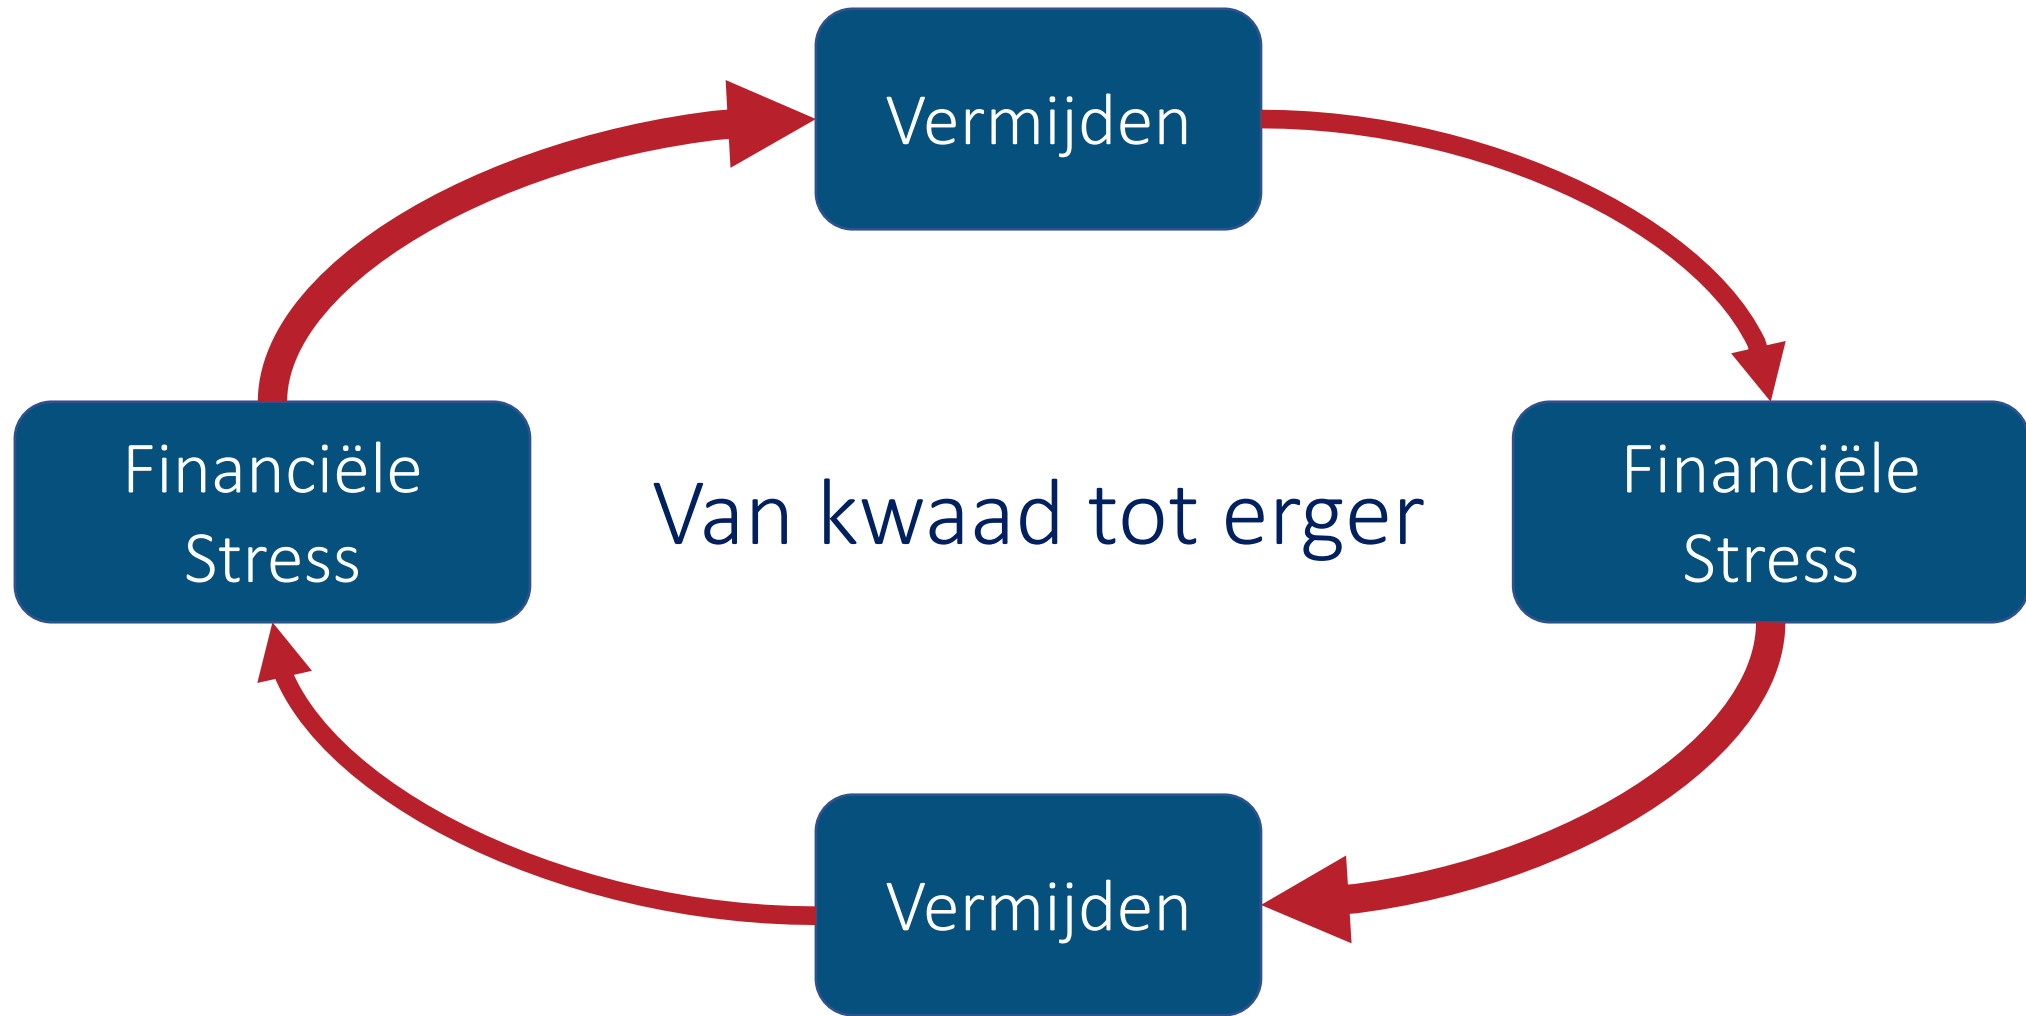 Vermijden
Financiële
Stress
Van kwaad tot erger
Financiële
Stress
Vermijden